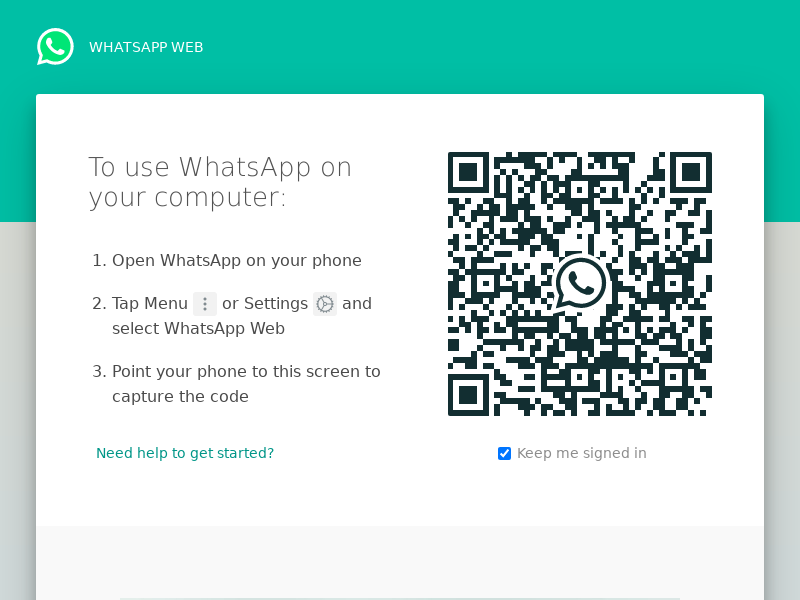 WHATSAPP WEB
To use WhatsApp on
your computer:
1. Open WhatsApp on your phone
2. Tap Menu or Settings and
select WhatsApp Web
3. Point your phone to this screen to
capture the code
Need help to get started?
Keep me signed in